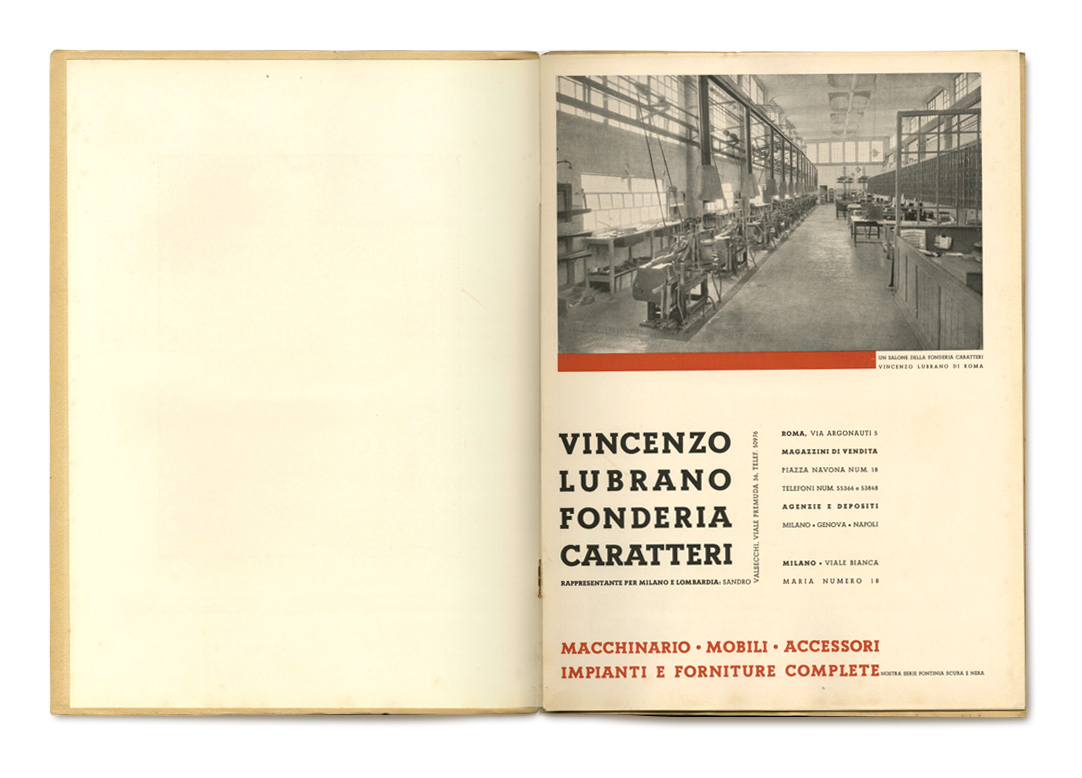 UN SALONE DELLA FONDERIA CARATTERI
VINCENZO LUBRANO DI ROMA
VINCENZO
LUBRANO
FONDERIA
CARATTERI
RAPPRESENTANTE PER MILANO E LOMBARDIA: SANDRO
VALSECCHI, VIALE PREMUDA 36, TELEF. 50976
ROMA, VIA ARGONAUTI 5
MAGAZZINI DI VENDITA
PIAZZA NAVONA NUM. 18
TELEFONI NUM. 55366 e 53848
AGENZIE E DEPOSITI
MILANO • GENOVA • NAPOLI
MILANO • VIALE BIANCA
MARIA NUMERO 18
MACCHINARIO • MOBILI • ACCESSORI
IMPIANTI E FORNITURE COMPLETE
NOSTRA SERIE PONTINIA SCURA E NERA